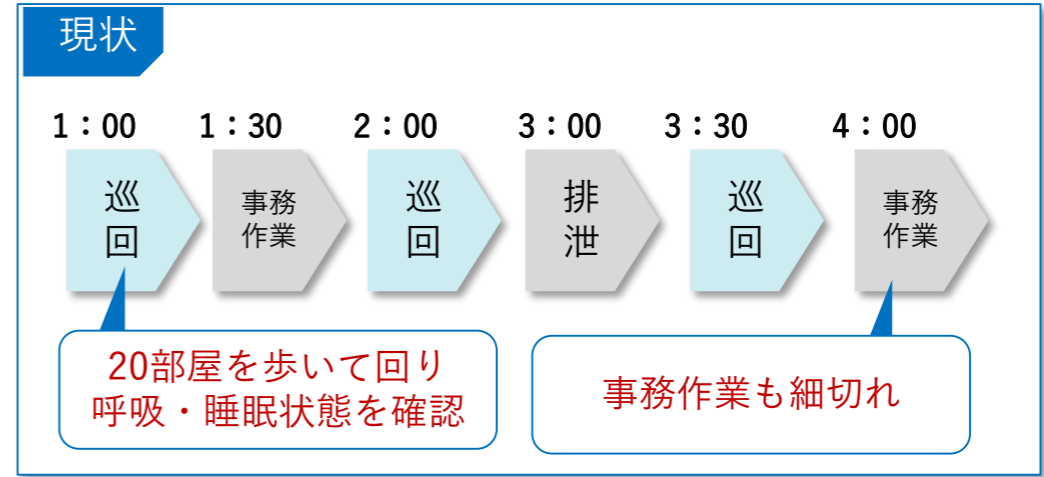 現状
1：00 1：30 2：00 3：00 3：30 4：00
巡回
事務
作業
巡回
排泄
巡回
事務
作業
20部屋を歩いて回り
呼吸・睡眠状態を確認
事務作業も細切れ